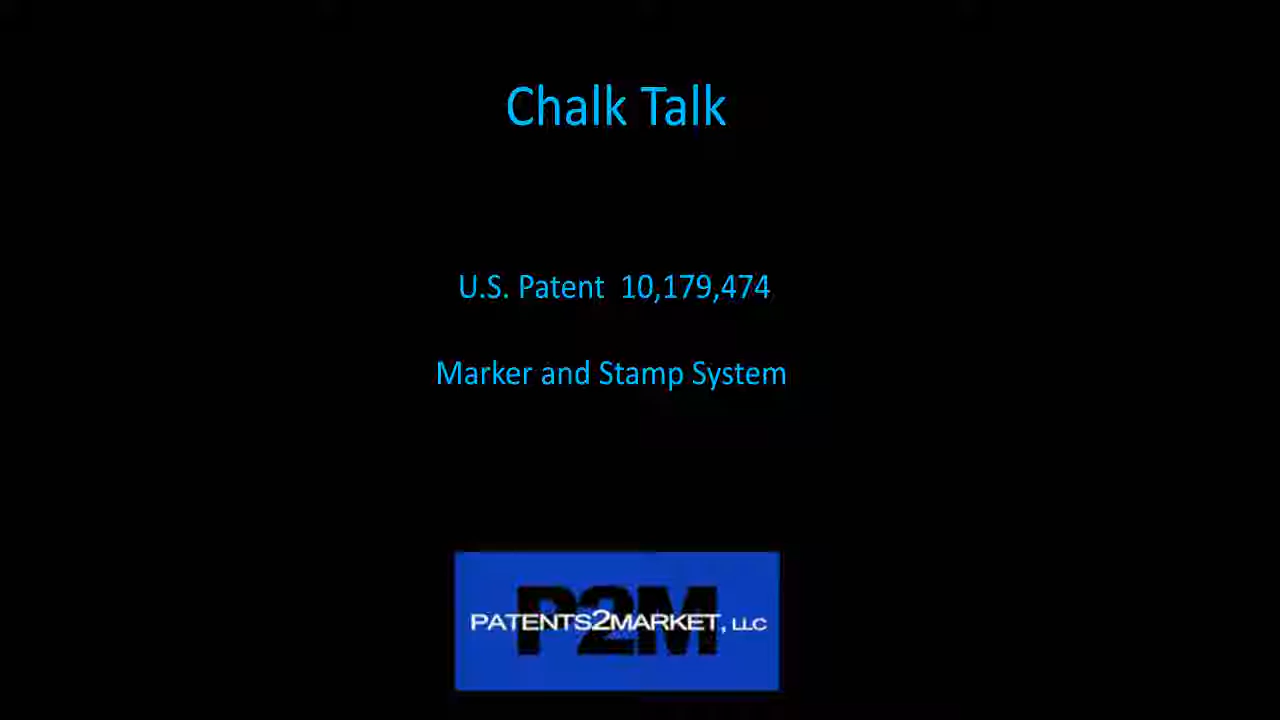 Chalk Talk
U.S. Patent  10,179,474
Marker and Stamp System
P2M
PATENTS2MARKET, LLC